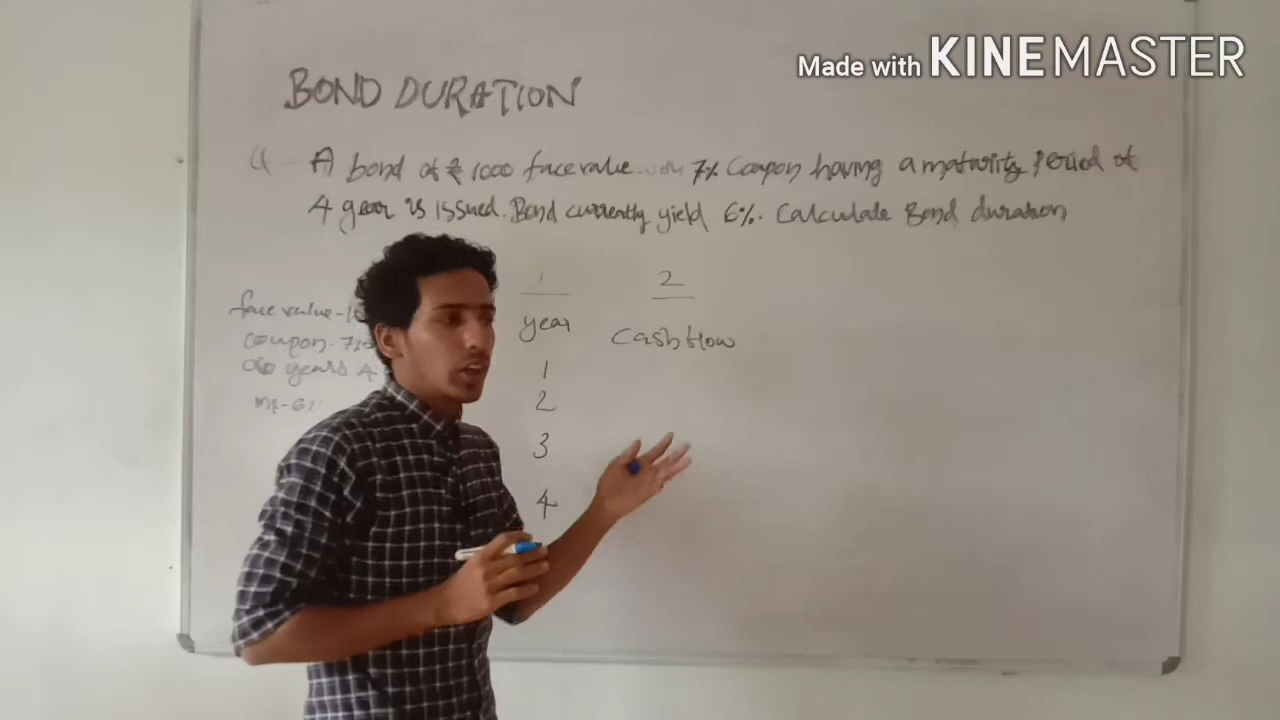 Made with KINEMASTER
BOND DURATION
Q A bond of ₹ 1000 face value with 7% Coupon having a maturity period of
4 year is issued. Bond currently yield 6%. Calculate Bond duration
1 2
face value - 
year Cash flow
coupon - 7%
years 4
1
2
3
4